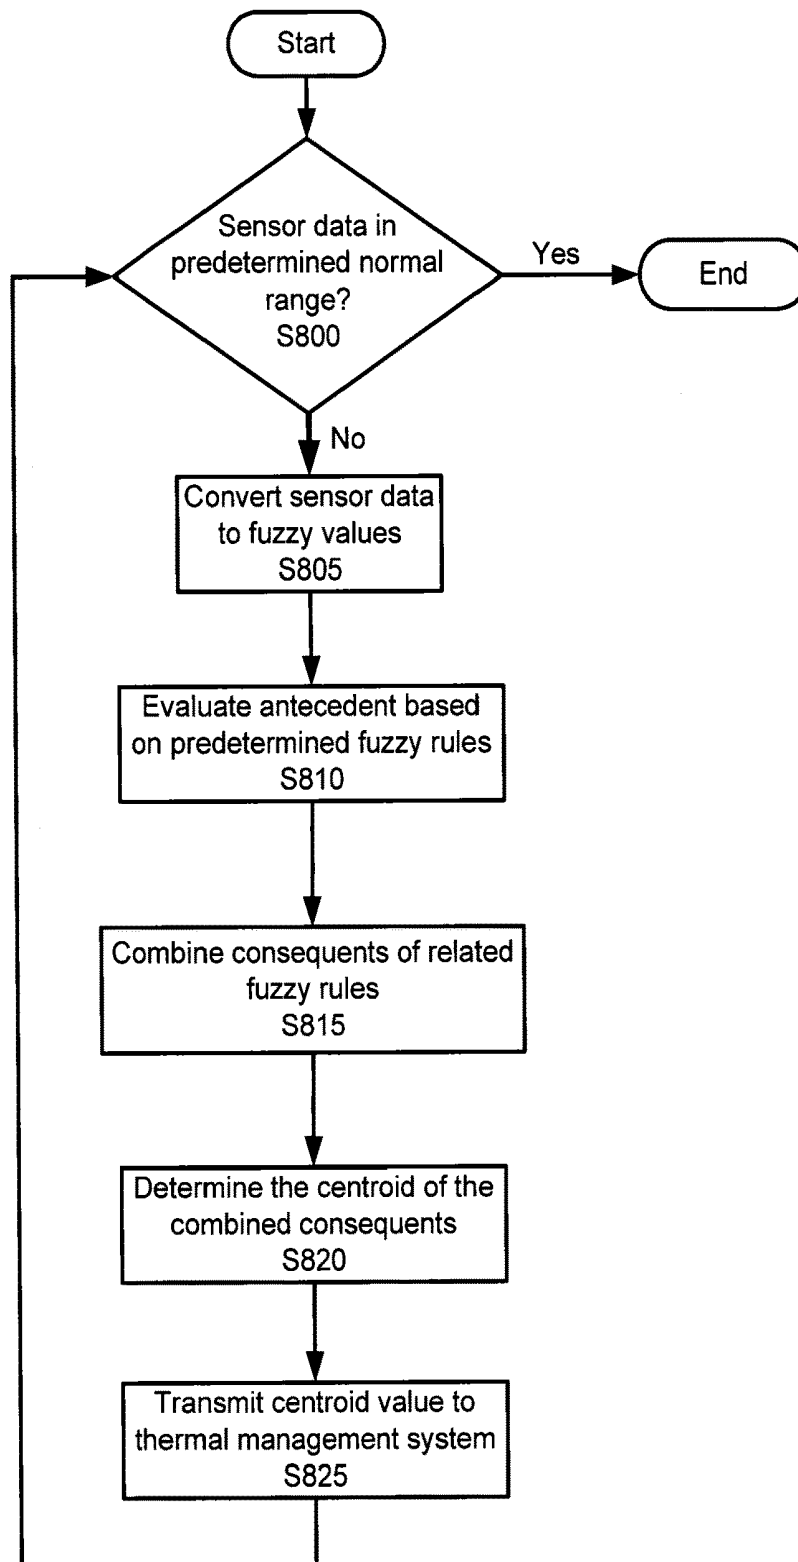 Start
Sensor data in
predetermined normal
range?
S800
Yes
End
No
Convert sensor data
to fuzzy values
S805
Evaluate antecedent based
on predetermined fuzzy rules
S810
Combine consequents of related
fuzzy rules
S815
Determine the centroid of the
combined consequents
S820
Transmit centroid value to
thermal management system
S825